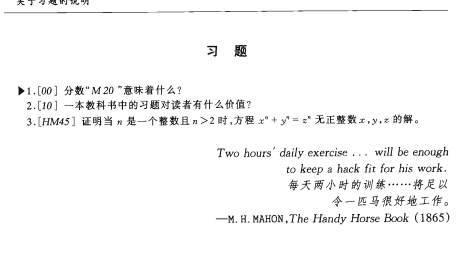 关于习题的说明
习 题
▶1.[00] 分数“M20”意味着什么?
2.[10] 一本教科书中的习题对读者有什么价值?
3.[HM45] 证明当 n 是一个整数且 n>2 时,方程 xⁿ + yⁿ = zⁿ 无正整数 x,y,z 的解。
Two hours' daily exercise ... will be enough
to keep a hack fit for his work.
每天两小时的训练……将足以
令一匹马很好地工作。
—M. H. MAHON, The Handy Horse Book (1865)